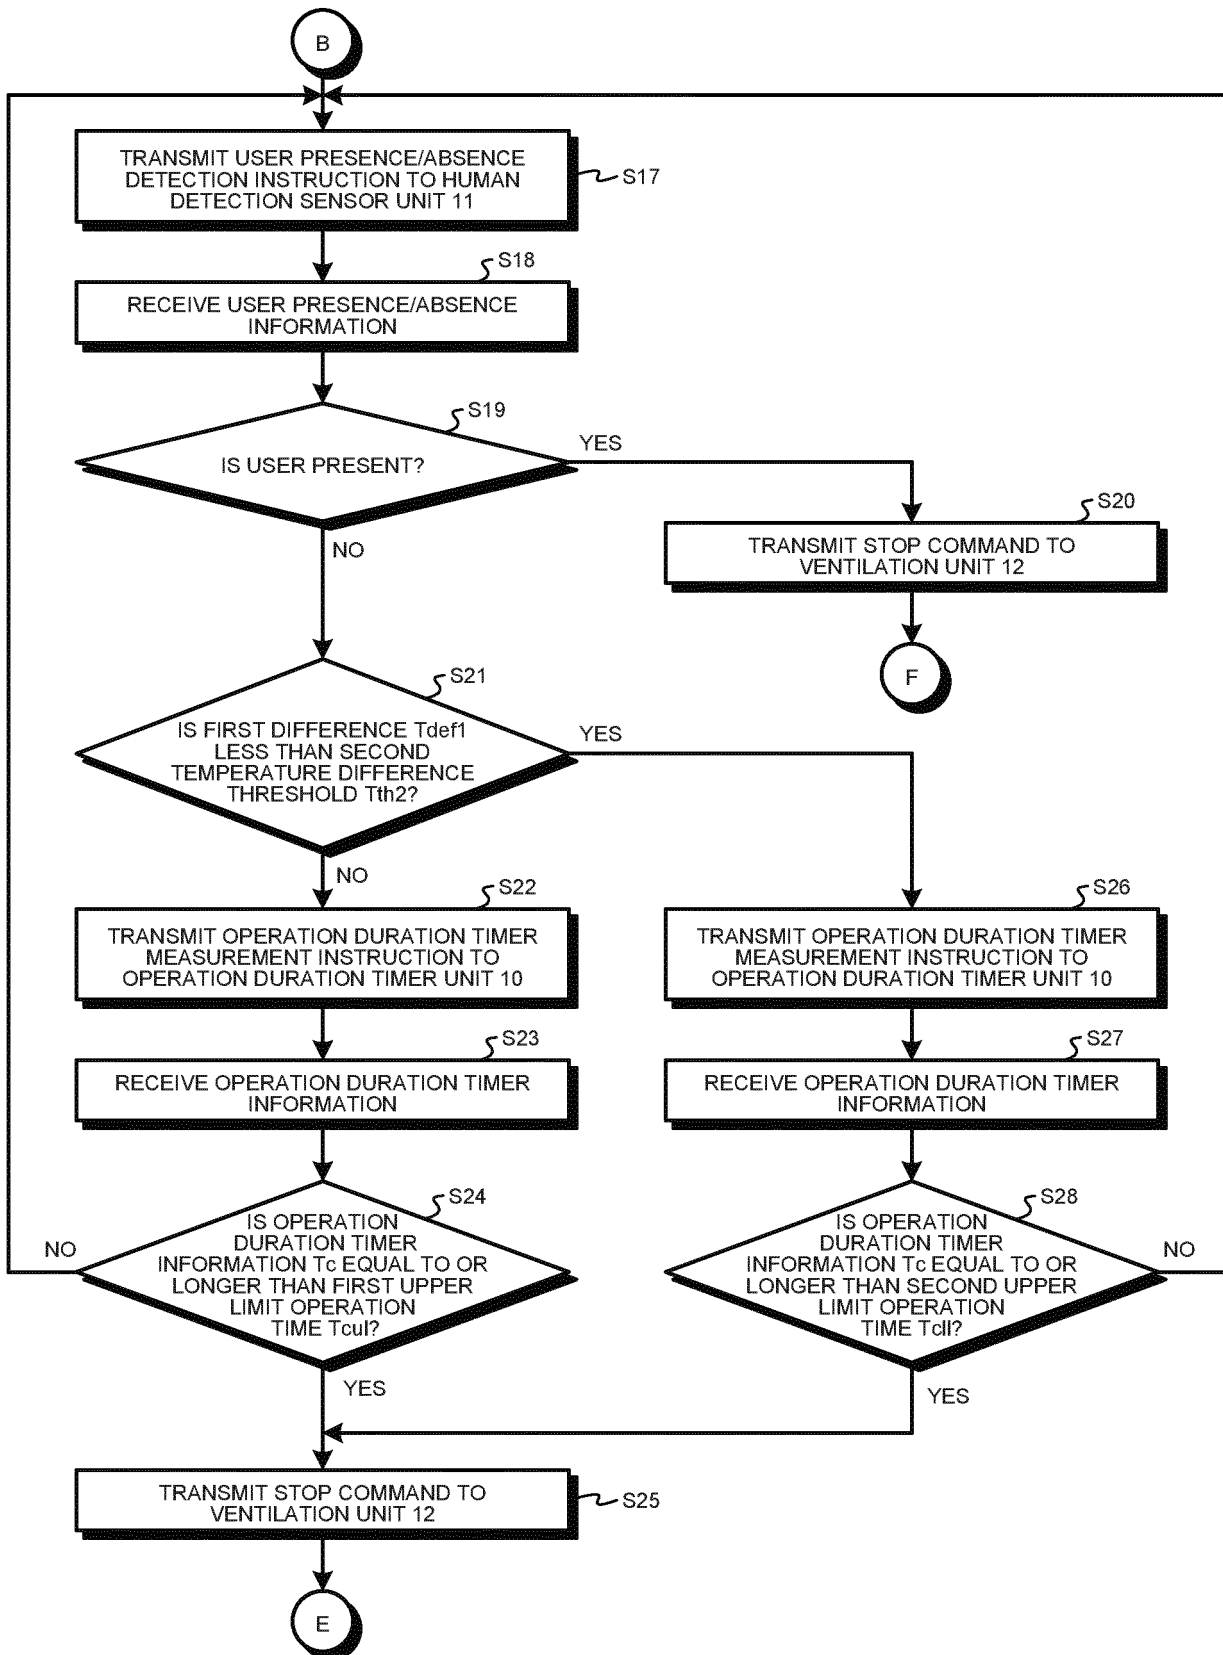 B
TRANSMIT USER PRESENCE/ABSENCE
DETECTION INSTRUCTION TO HUMAN
DETECTION SENSOR UNIT 11
S17
S18
RECEIVE USER PRESENCE/ABSENCE
INFORMATION
S19
IS USER PRESENT?
YES
NO
S20
TRANSMIT STOP COMMAND TO
VENTILATION UNIT 12
F
S21
IS FIRST DIFFERENCE Tdef1
LESS THAN SECOND
TEMPERATURE DIFFERENCE
THRESHOLD Tth2?
YES
NO
S22
TRANSMIT OPERATION DURATION TIMER
MEASUREMENT INSTRUCTION TO
OPERATION DURATION TIMER UNIT 10
S26
TRANSMIT OPERATION DURATION TIMER
MEASUREMENT INSTRUCTION TO
OPERATION DURATION TIMER UNIT 10
S23
RECEIVE OPERATION DURATION TIMER
INFORMATION
S27
RECEIVE OPERATION DURATION TIMER
INFORMATION
S24
IS OPERATION
DURATION TIMER
INFORMATION Tc EQUAL TO OR
LONGER THAN FIRST UPPER
LIMIT OPERATION
TIME Tcul?
NO
YES
S28
IS OPERATION
DURATION TIMER
INFORMATION Tc EQUAL TO OR
LONGER THAN SECOND UPPER
LIMIT OPERATION
TIME Tcll?
NO
YES
TRANSMIT STOP COMMAND TO
VENTILATION UNIT 12
S25
E